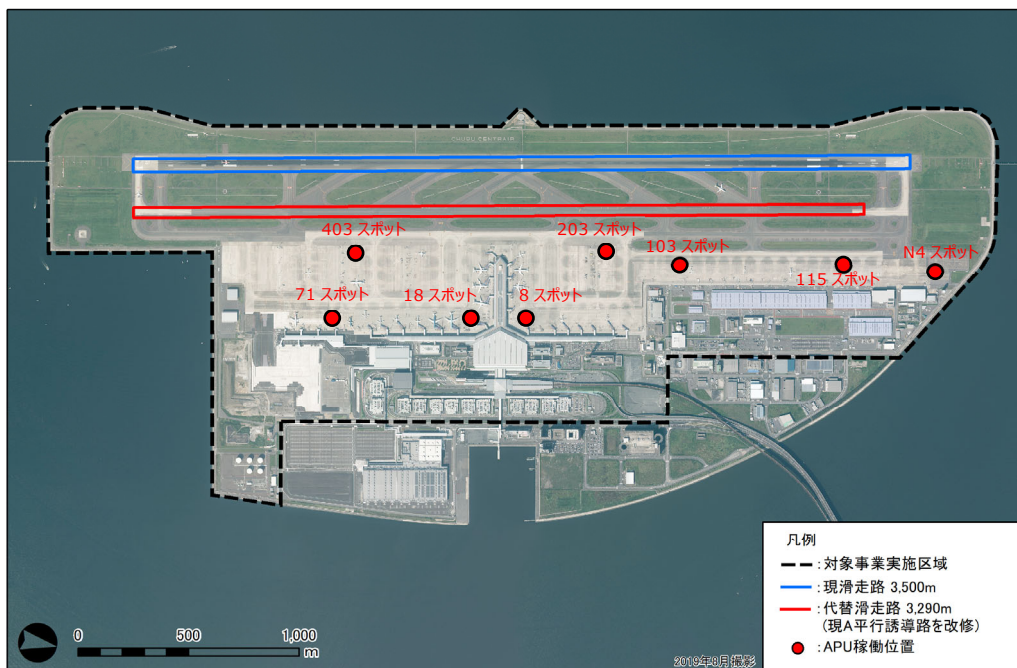 CHUBU CENTRAIR
403 スポット
203 スポット
103 スポット
N4 スポット
115 スポット
71 スポット
18 スポット
8 スポット
凡例
:対象事業実施区域
:現滑走路 3,500m
:代替滑走路 3,290m
(現A平行誘導路を改修)
:APU稼働位置
0 500 1,000
m
2019年8月撮影